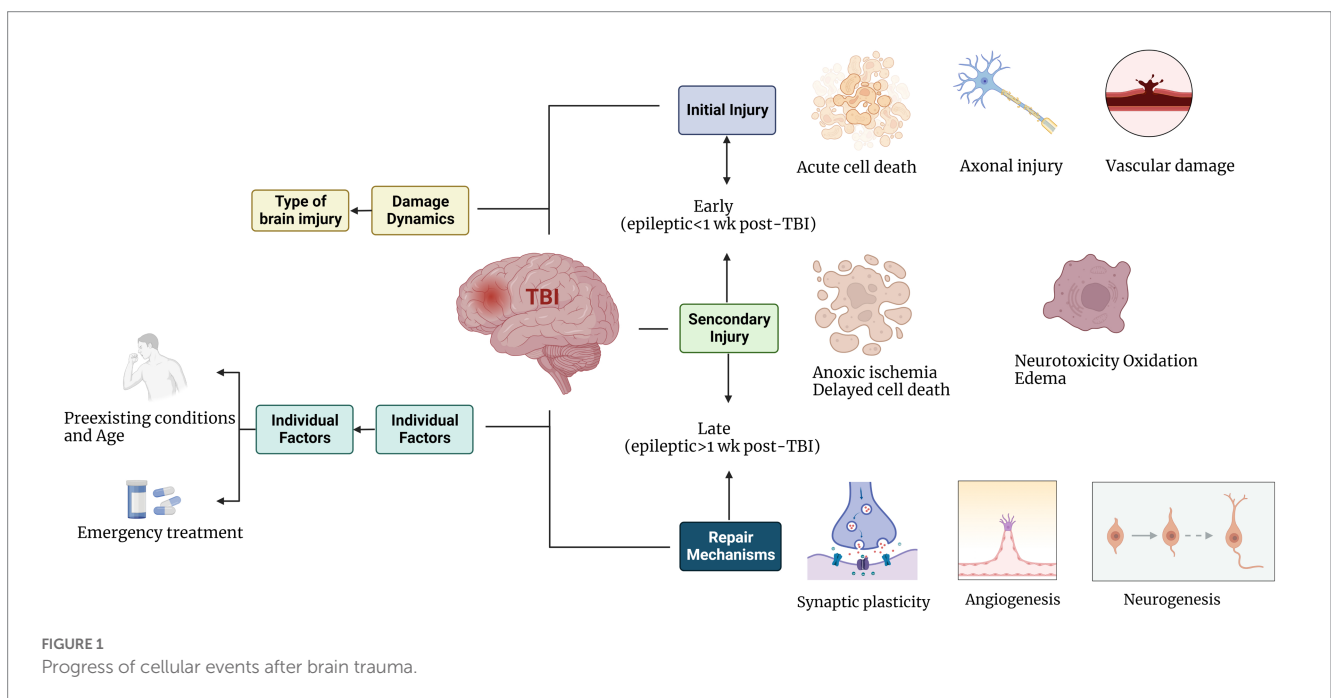 Initial Injury
Acute cell death
Axonal injury
Vascular damage
Type of
brain imjury
Damage
Dynamics
Early
(epileptic<1 wk post-TBI)
TBI
Sencondary
Injury
Anoxic ischemia
Delayed cell death
Neurotoxicity Oxidation
Edema
Preexisting conditions
and Age
Individual
Factors
Individual
Factors
Late
(epileptic>1 wk post-TBI)
Emergency treatment
Repair
Mechanisms
Synaptic plasticity
Angiogenesis
Neurogenesis
FIGURE 1
Progress of cellular events after brain trauma.